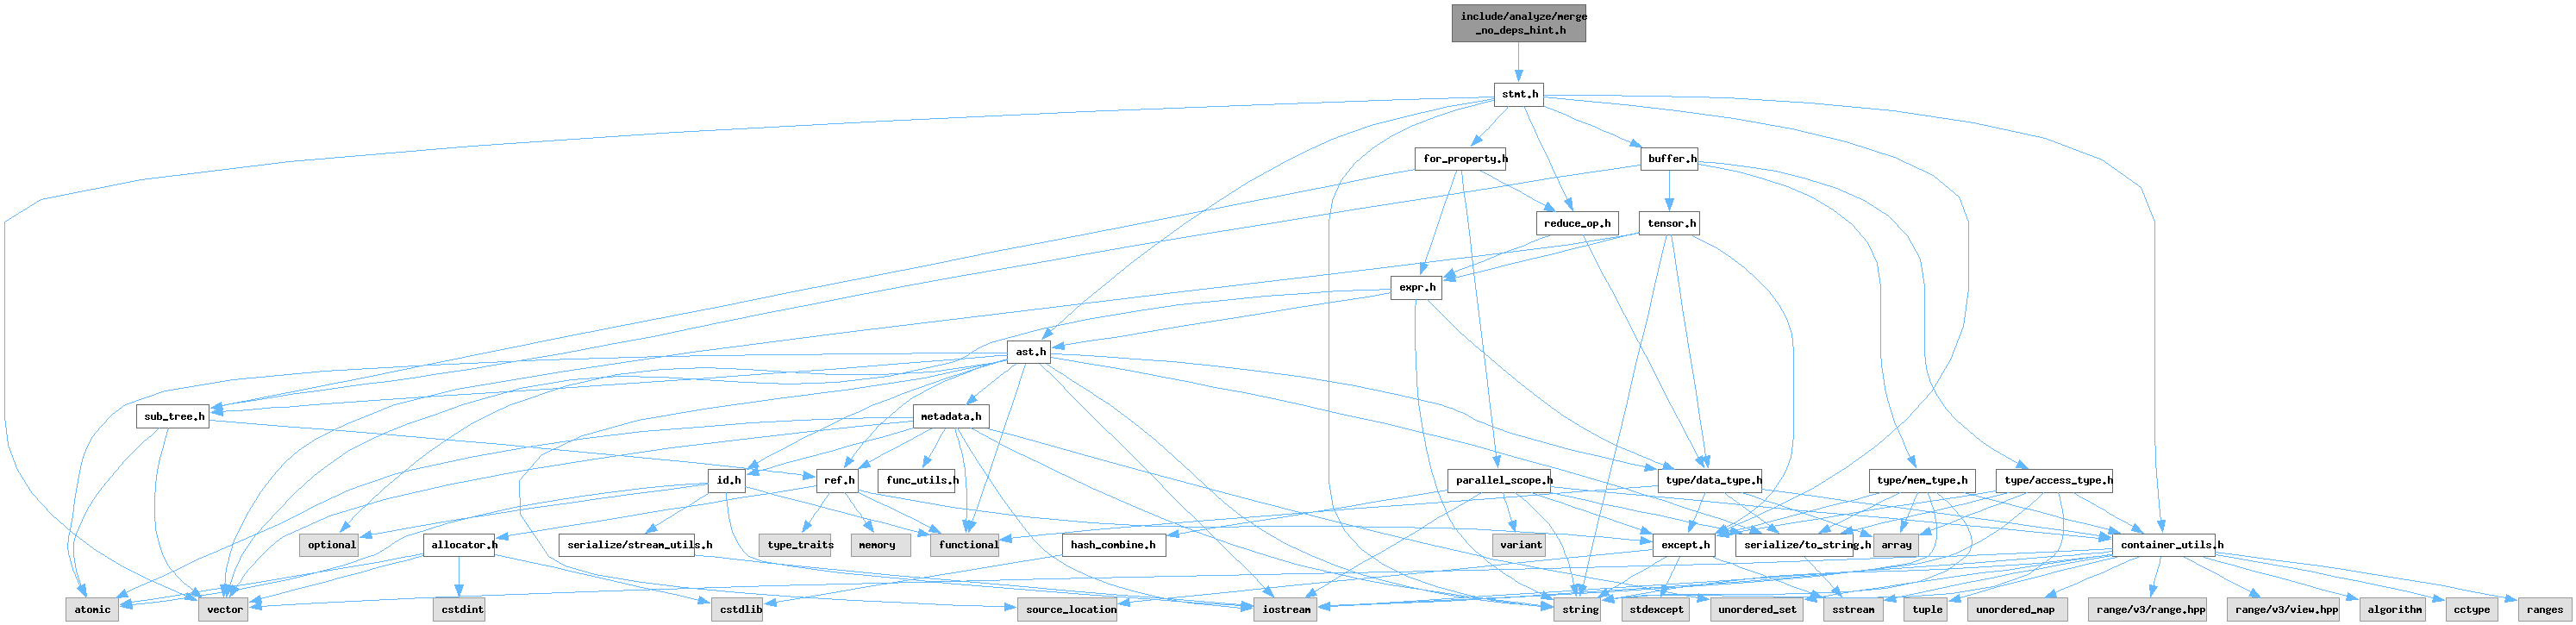 include/analyze/merge
_no_deps_hint.h
stmt.h
for_property.h
buffer.h
reduce_op.h
tensor.h
expr.h
ast.h
sub_tree.h
metadata.h
id.h
ref.h
func_utils.h
parallel_scope.h
type/data_type.h
type/mem_type.h
type/access_type.h
optional
allocator.h
serialize/stream_utils.h
type_traits
memory
functional
hash_combine.h
variant
except.h
serialize/to_string.h
array
container_utils.h
atomic
vector
cstdint
cstdlib
source_location
iostream
string
stdexcept
unordered_set
sstream
tuple
unordered_map
range/v3/range.hpp
range/v3/view.hpp
algorithm
cctype
ranges